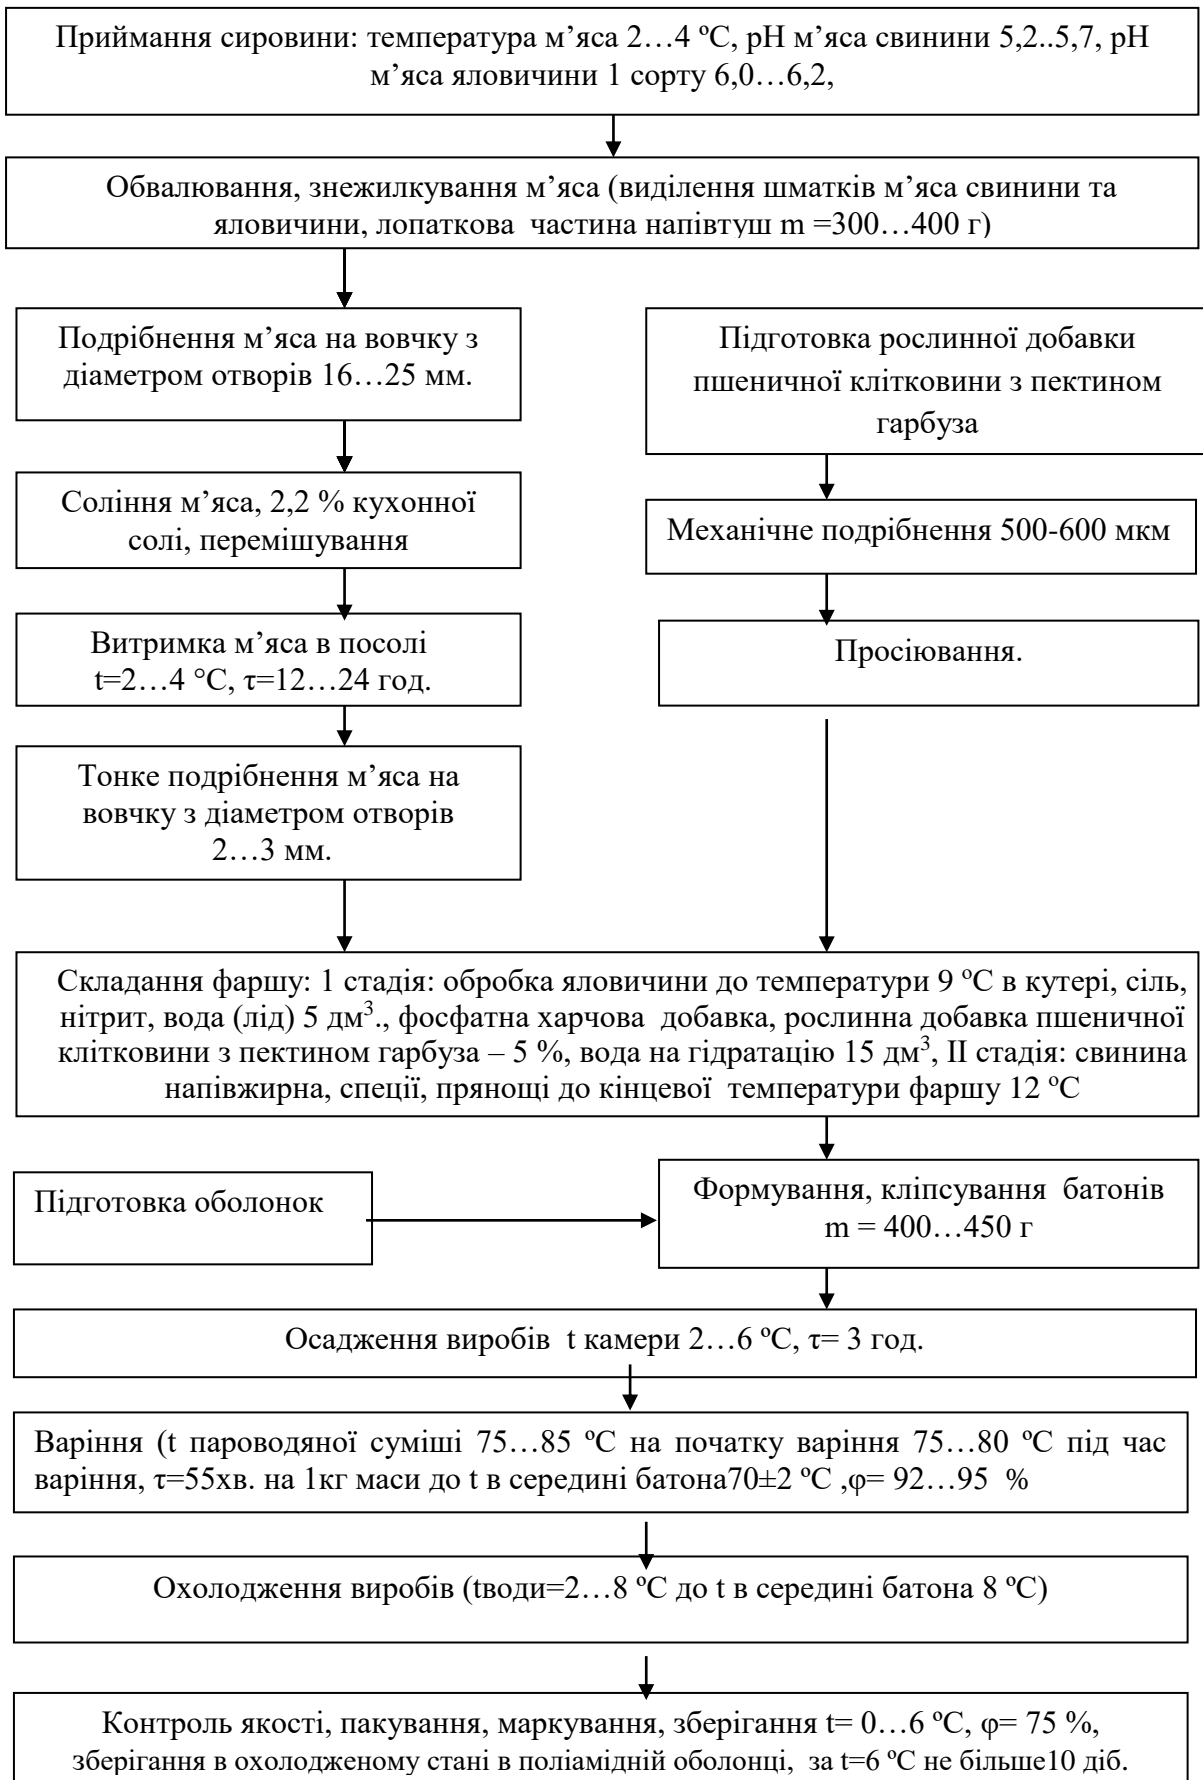 Приймання сировини: температура м’яса 2…4 ºС, рН м’яса свинини 5,2..5,7, рН
м’яса яловичини 1 сорту 6,0…6,2,
Обвалювання, знежилкування м’яса (виділення шматків м’яса свинини та
яловичини, лопаткова частина напівтуш m =300…400 г)
Подрібнення м’яса на вовчку з
діаметром отворів 16…25 мм.
Підготовка рослинної добавки
пшеничної клітковини з пектином
гарбуза
Соління м’яса, 2,2 % кухонної
солі, перемішування
Механічне подрібнення 500-600 мкм
Витримка м’яса в посолі
t=2…4 °С, τ=12…24 год.
Просіювання.
Тонке подрібнення м’яса на
вовчку з діаметром отворів
2…3 мм.
Складання фаршу: 1 стадія: обробка яловичини до температури 9 ºС в кутері, сіль,
нітрит, вода (лід) 5 дм³., фосфатна харчова добавка, рослинна добавка пшеничної
клітковини з пектином гарбуза – 5 %, вода на гідратацію 15 дм³, ІІ стадія: свинина
напівжирна, спеції, прянощі до кінцевої температури фаршу 12 ºС
Підготовка оболонок
Формування, кліпсування батонів
m = 400…450 г
Осадження виробів t камери 2…6 ºС, τ= 3 год.
Варіння (t пароводяної суміші 75…85 ºС на початку варіння 75…80 ºС під час
варіння, τ=55хв. на 1кг маси до t в середині батона70±2 ºС ,φ= 92…95 %
Охолодження виробів (tводи=2…8 ºС до t в середині батона 8 ºС)
Контроль якості, пакування, маркування, зберігання t= 0…6 ºС, φ= 75 %,
зберігання в охолодженому стані в поліамідній оболонці, за t=6 ºС не більше10 діб.